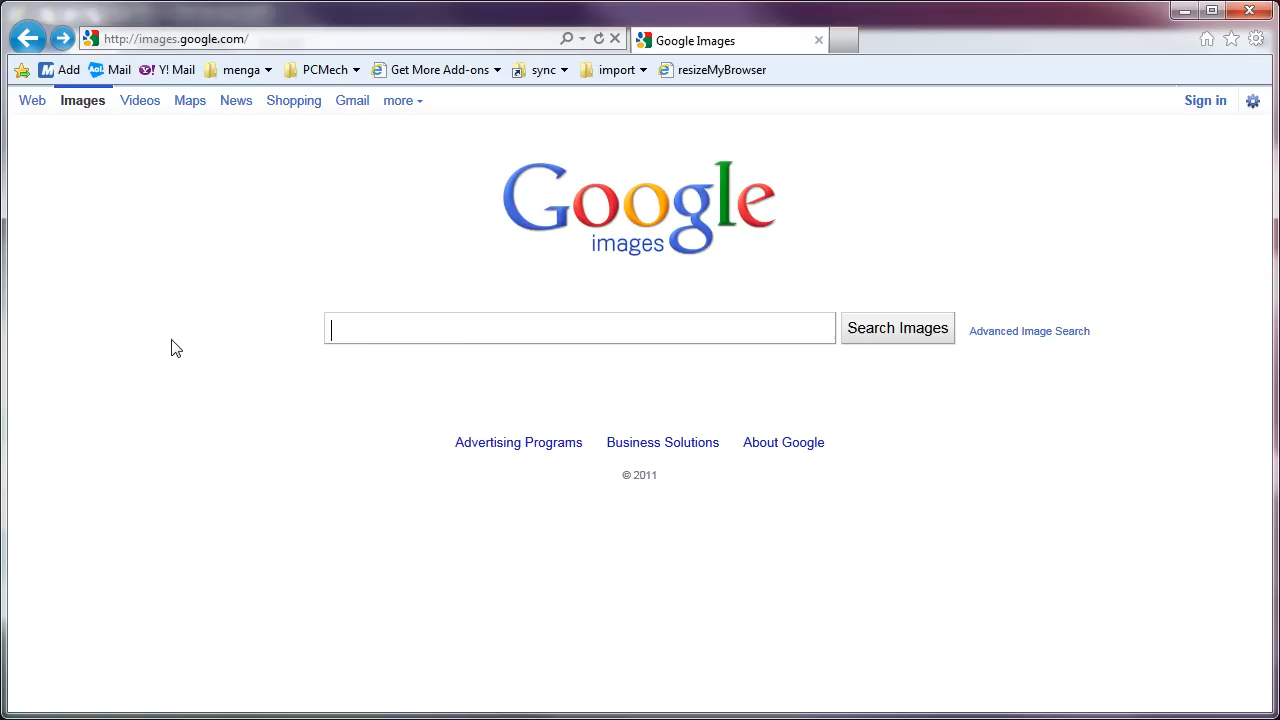 http://images.google.com/
Google Images
Add
Mail
Y! Mail
menga
PCMech
Get More Add-ons
sync
import
resizeMyBrowser
Web Images Videos Maps News Shopping Gmail more
Sign in
Google
images
Search Images
Advanced Image Search
Advertising Programs Business Solutions About Google
© 2011